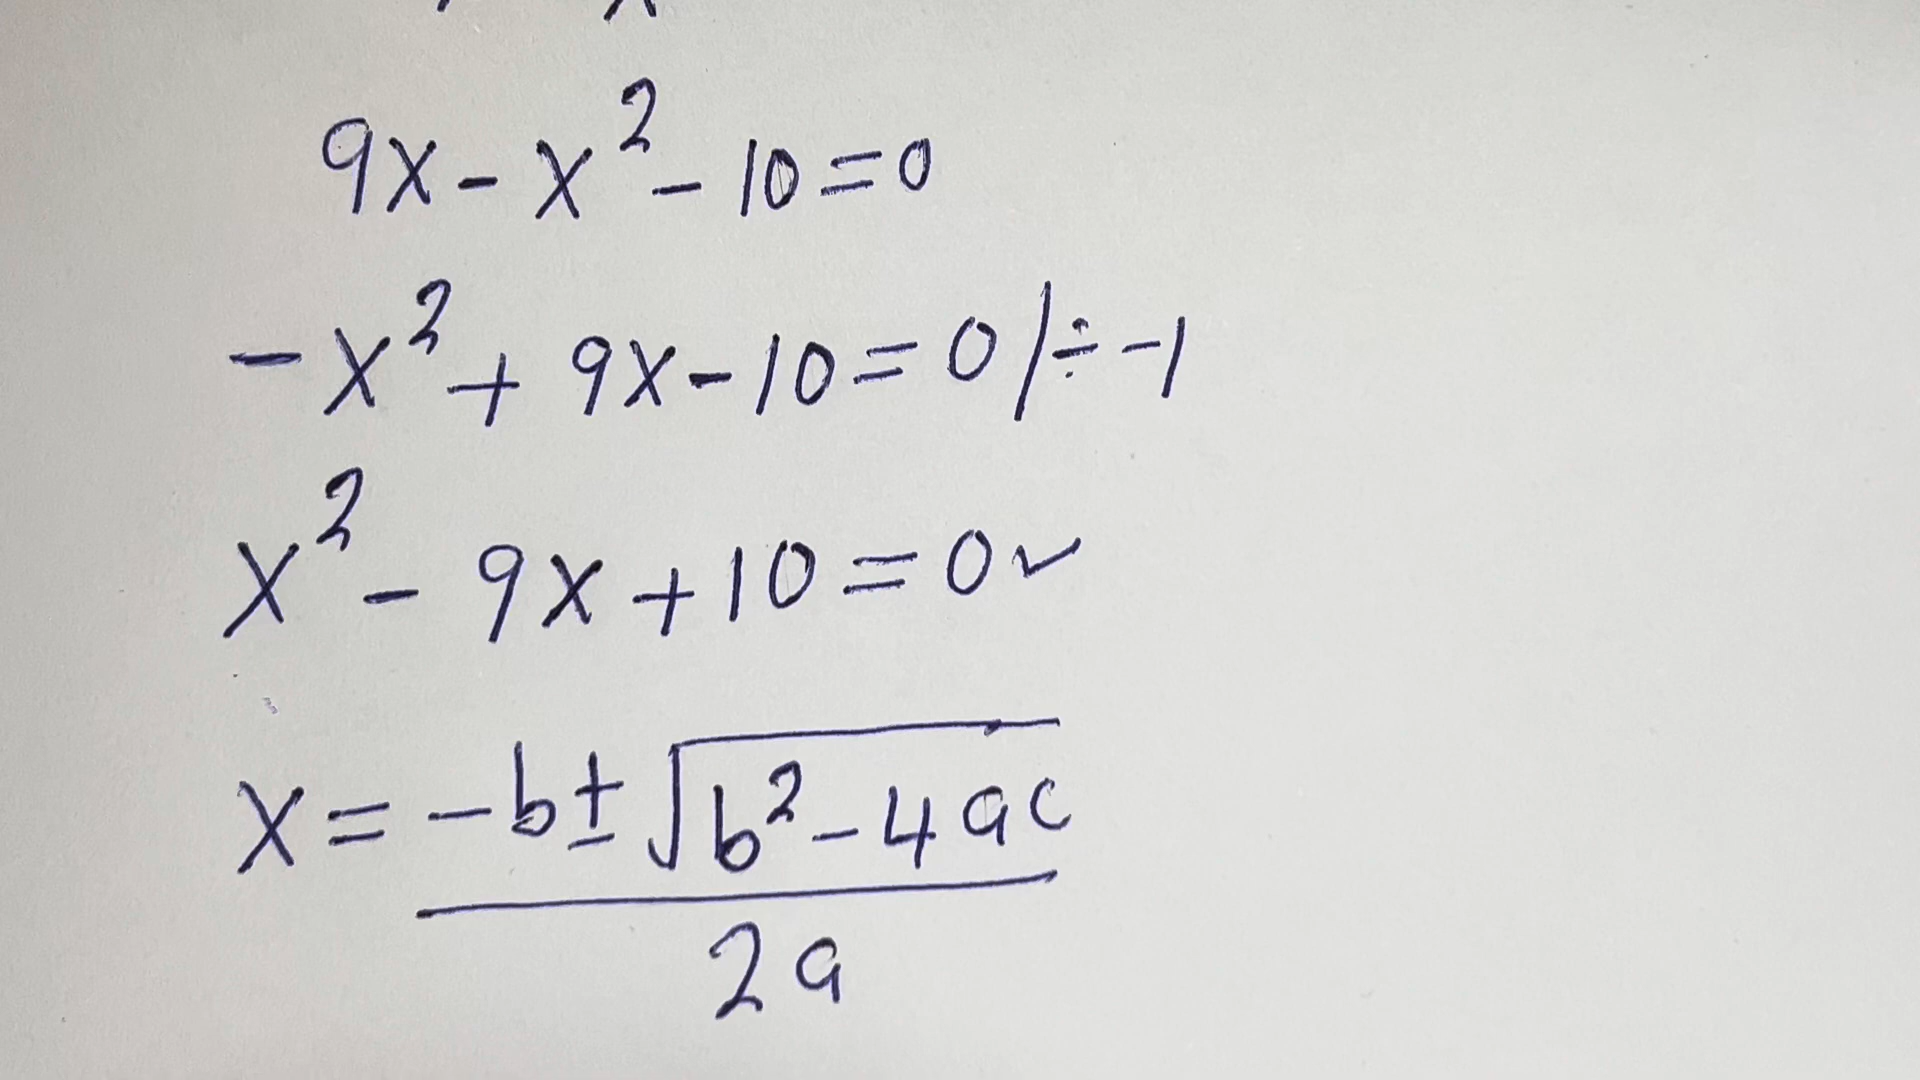 9x - x² - 10 = 0
-x² + 9x - 10 = 0 / ÷ -1
x² - 9x + 10 = 0 ✓
x = -b ± √(b² - 4ac) / 2a